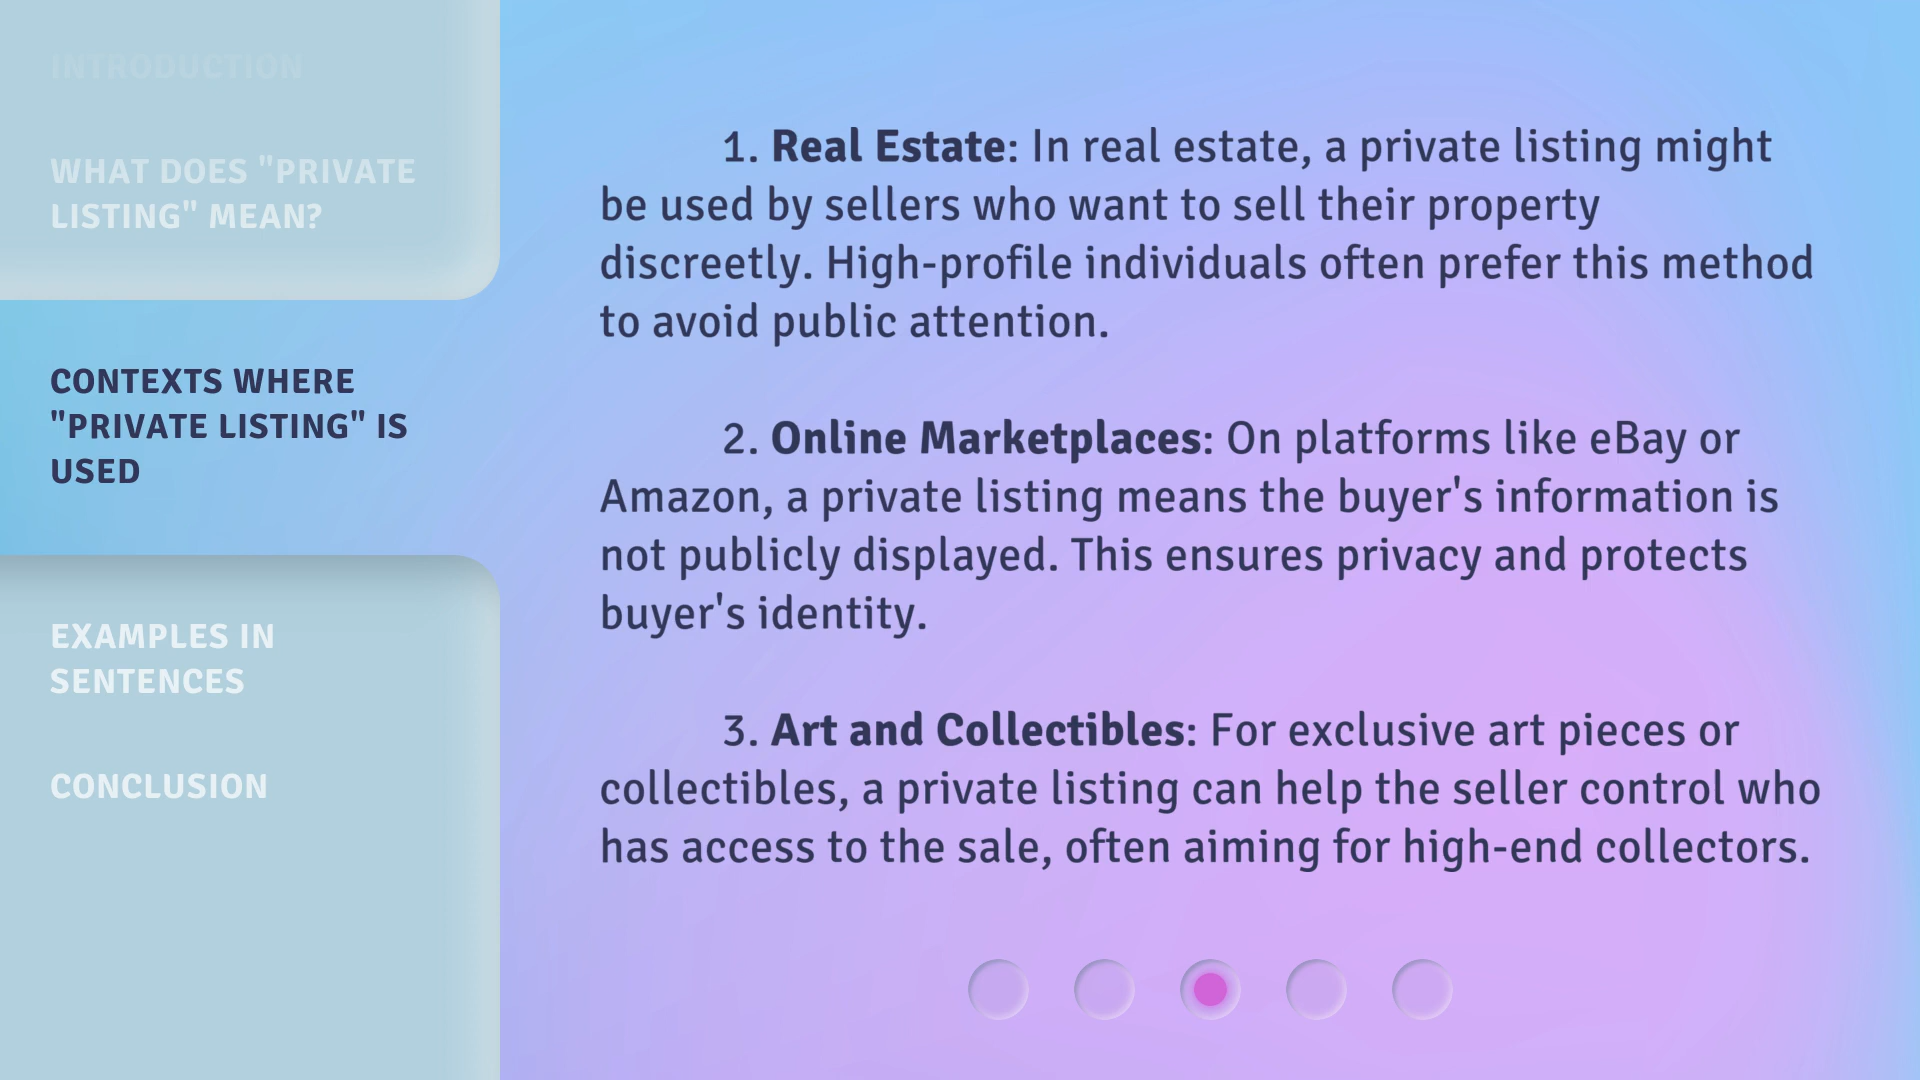 INTRODUCTION
WHAT DOES "PRIVATE
LISTING" MEAN?
CONTEXTS WHERE
"PRIVATE LISTING" IS
USED
EXAMPLES IN
SENTENCES
CONCLUSION
1. Real Estate: In real estate, a private listing might
be used by sellers who want to sell their property
discreetly. High-profile individuals often prefer this method
to avoid public attention.
2. Online Marketplaces: On platforms like eBay or
Amazon, a private listing means the buyer's information is
not publicly displayed. This ensures privacy and protects
buyer's identity.
3. Art and Collectibles: For exclusive art pieces or
collectibles, a private listing can help the seller control who
has access to the sale, often aiming for high-end collectors.